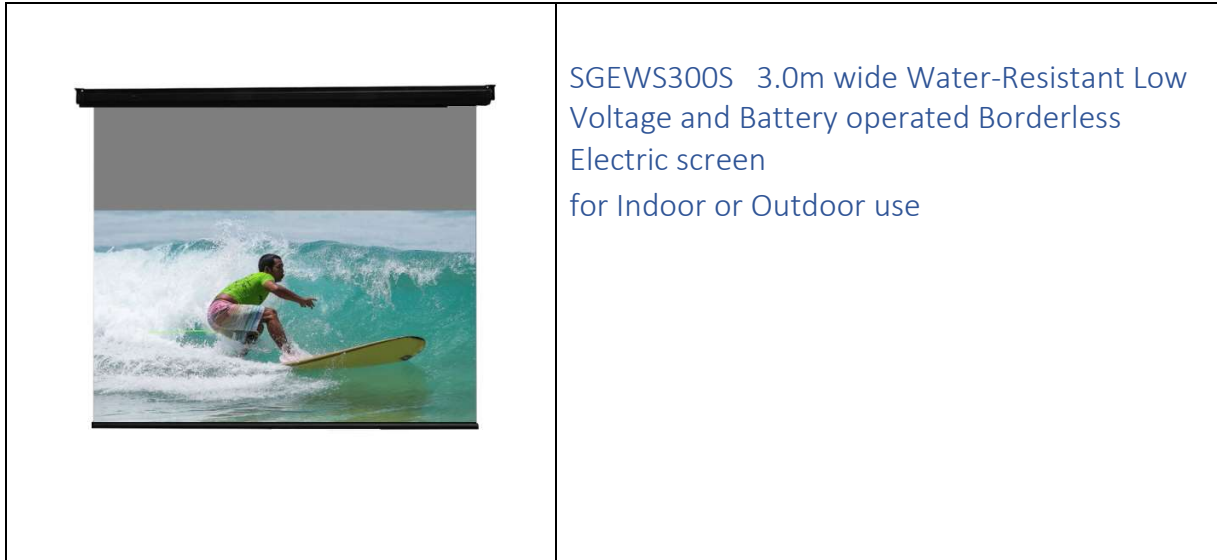 SGEWS300S   3.0m wide Water-Resistant Low
Voltage and Battery operated Borderless
Electric screen
for Indoor or Outdoor use